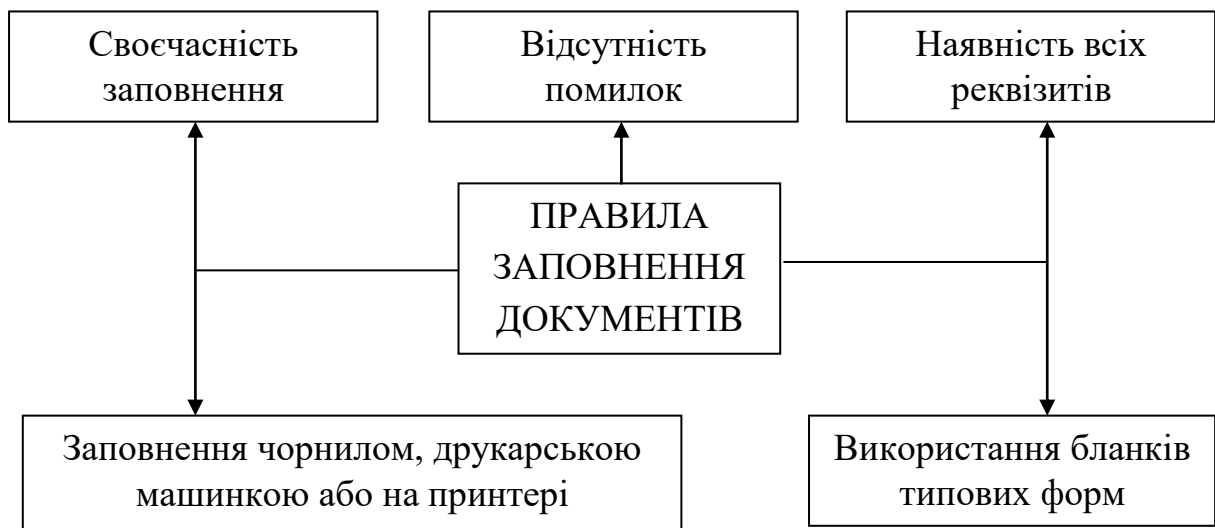 Своєчасність
заповнення
Відсутність
помилок
Наявність всіх
реквізитів
ПРАВИЛА
ЗАПОВНЕННЯ
ДОКУМЕНТІВ
Заповнення чорнилом, друкарською
машинкою або на принтері
Використання бланків
типових форм